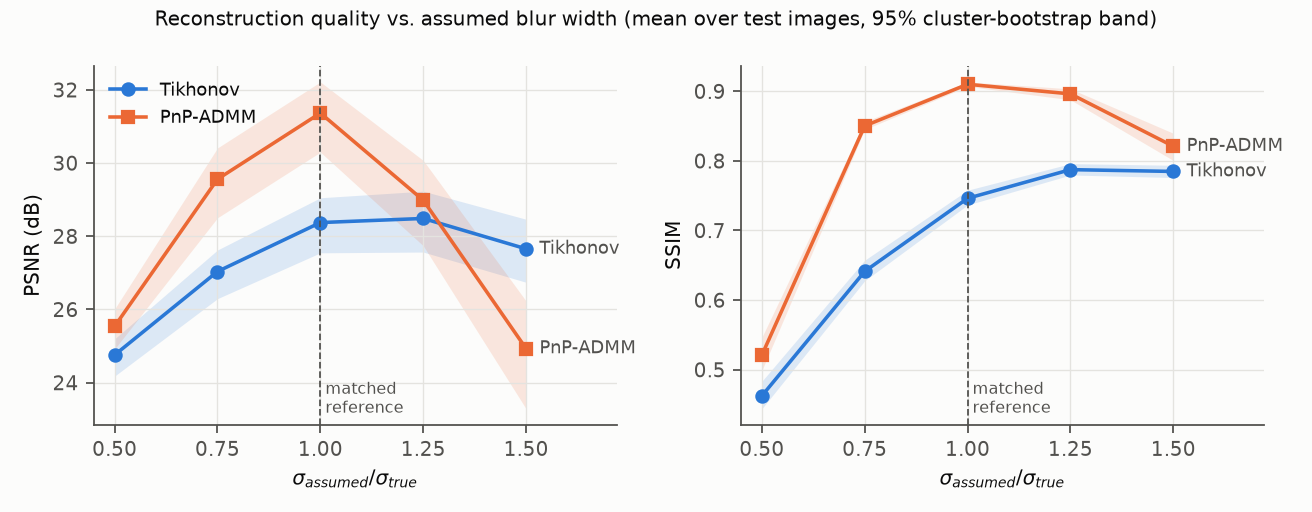 Reconstruction quality vs. assumed blur width (mean over test images, 95% cluster-bootstrap band)
Tikhonov
PnP-ADMM
PSNR (dB)
32
30
28
26
24
Tikhonov
PnP-ADMM
matched
reference
0.50 0.75 1.00 1.25 1.50
σassumed/σtrue
SSIM
0.9
0.8
0.7
0.6
0.5
PnP-ADMM
Tikhonov
matched
reference
0.50 0.75 1.00 1.25 1.50
σassumed/σtrue